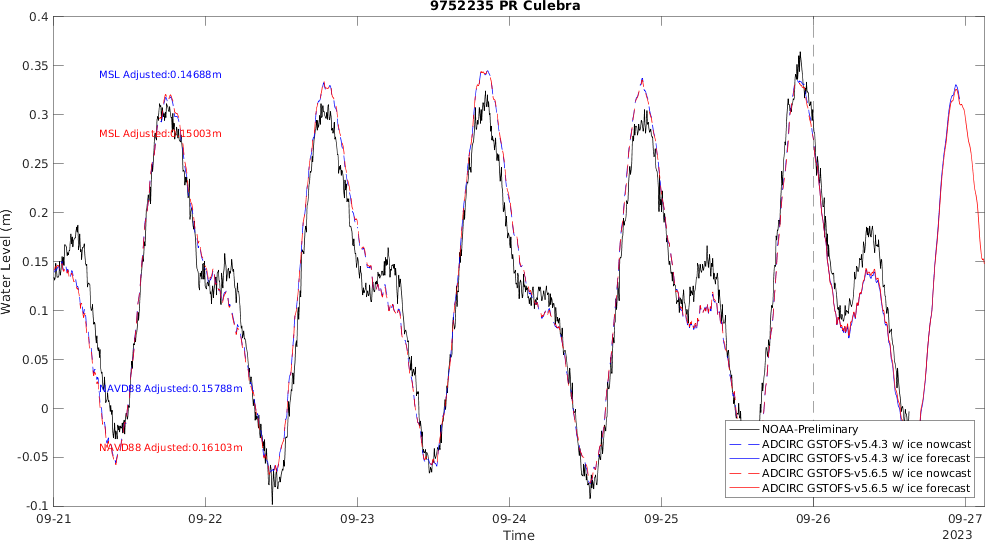 9752235 PR Culebra
0.4
0.35
0.3
0.25
0.2
0.15
0.1
0.05
0
-0.05
-0.1
Water Level (m)
MSL Adjusted:0.14688m
MSL Adjusted:0.15003m
NAVD88 Adjusted:0.15788m
NAVD88 Adjusted:0.16103m
NOAA-Preliminary
ADCIRC GSTOFS-v5.4.3 w/ ice nowcast
ADCIRC GSTOFS-v5.4.3 w/ ice forecast
ADCIRC GSTOFS-v5.6.5 w/ ice nowcast
ADCIRC GSTOFS-v5.6.5 w/ ice forecast
09-21 09-22 09-23 09-24 09-25 09-26 09-27
2023
Time